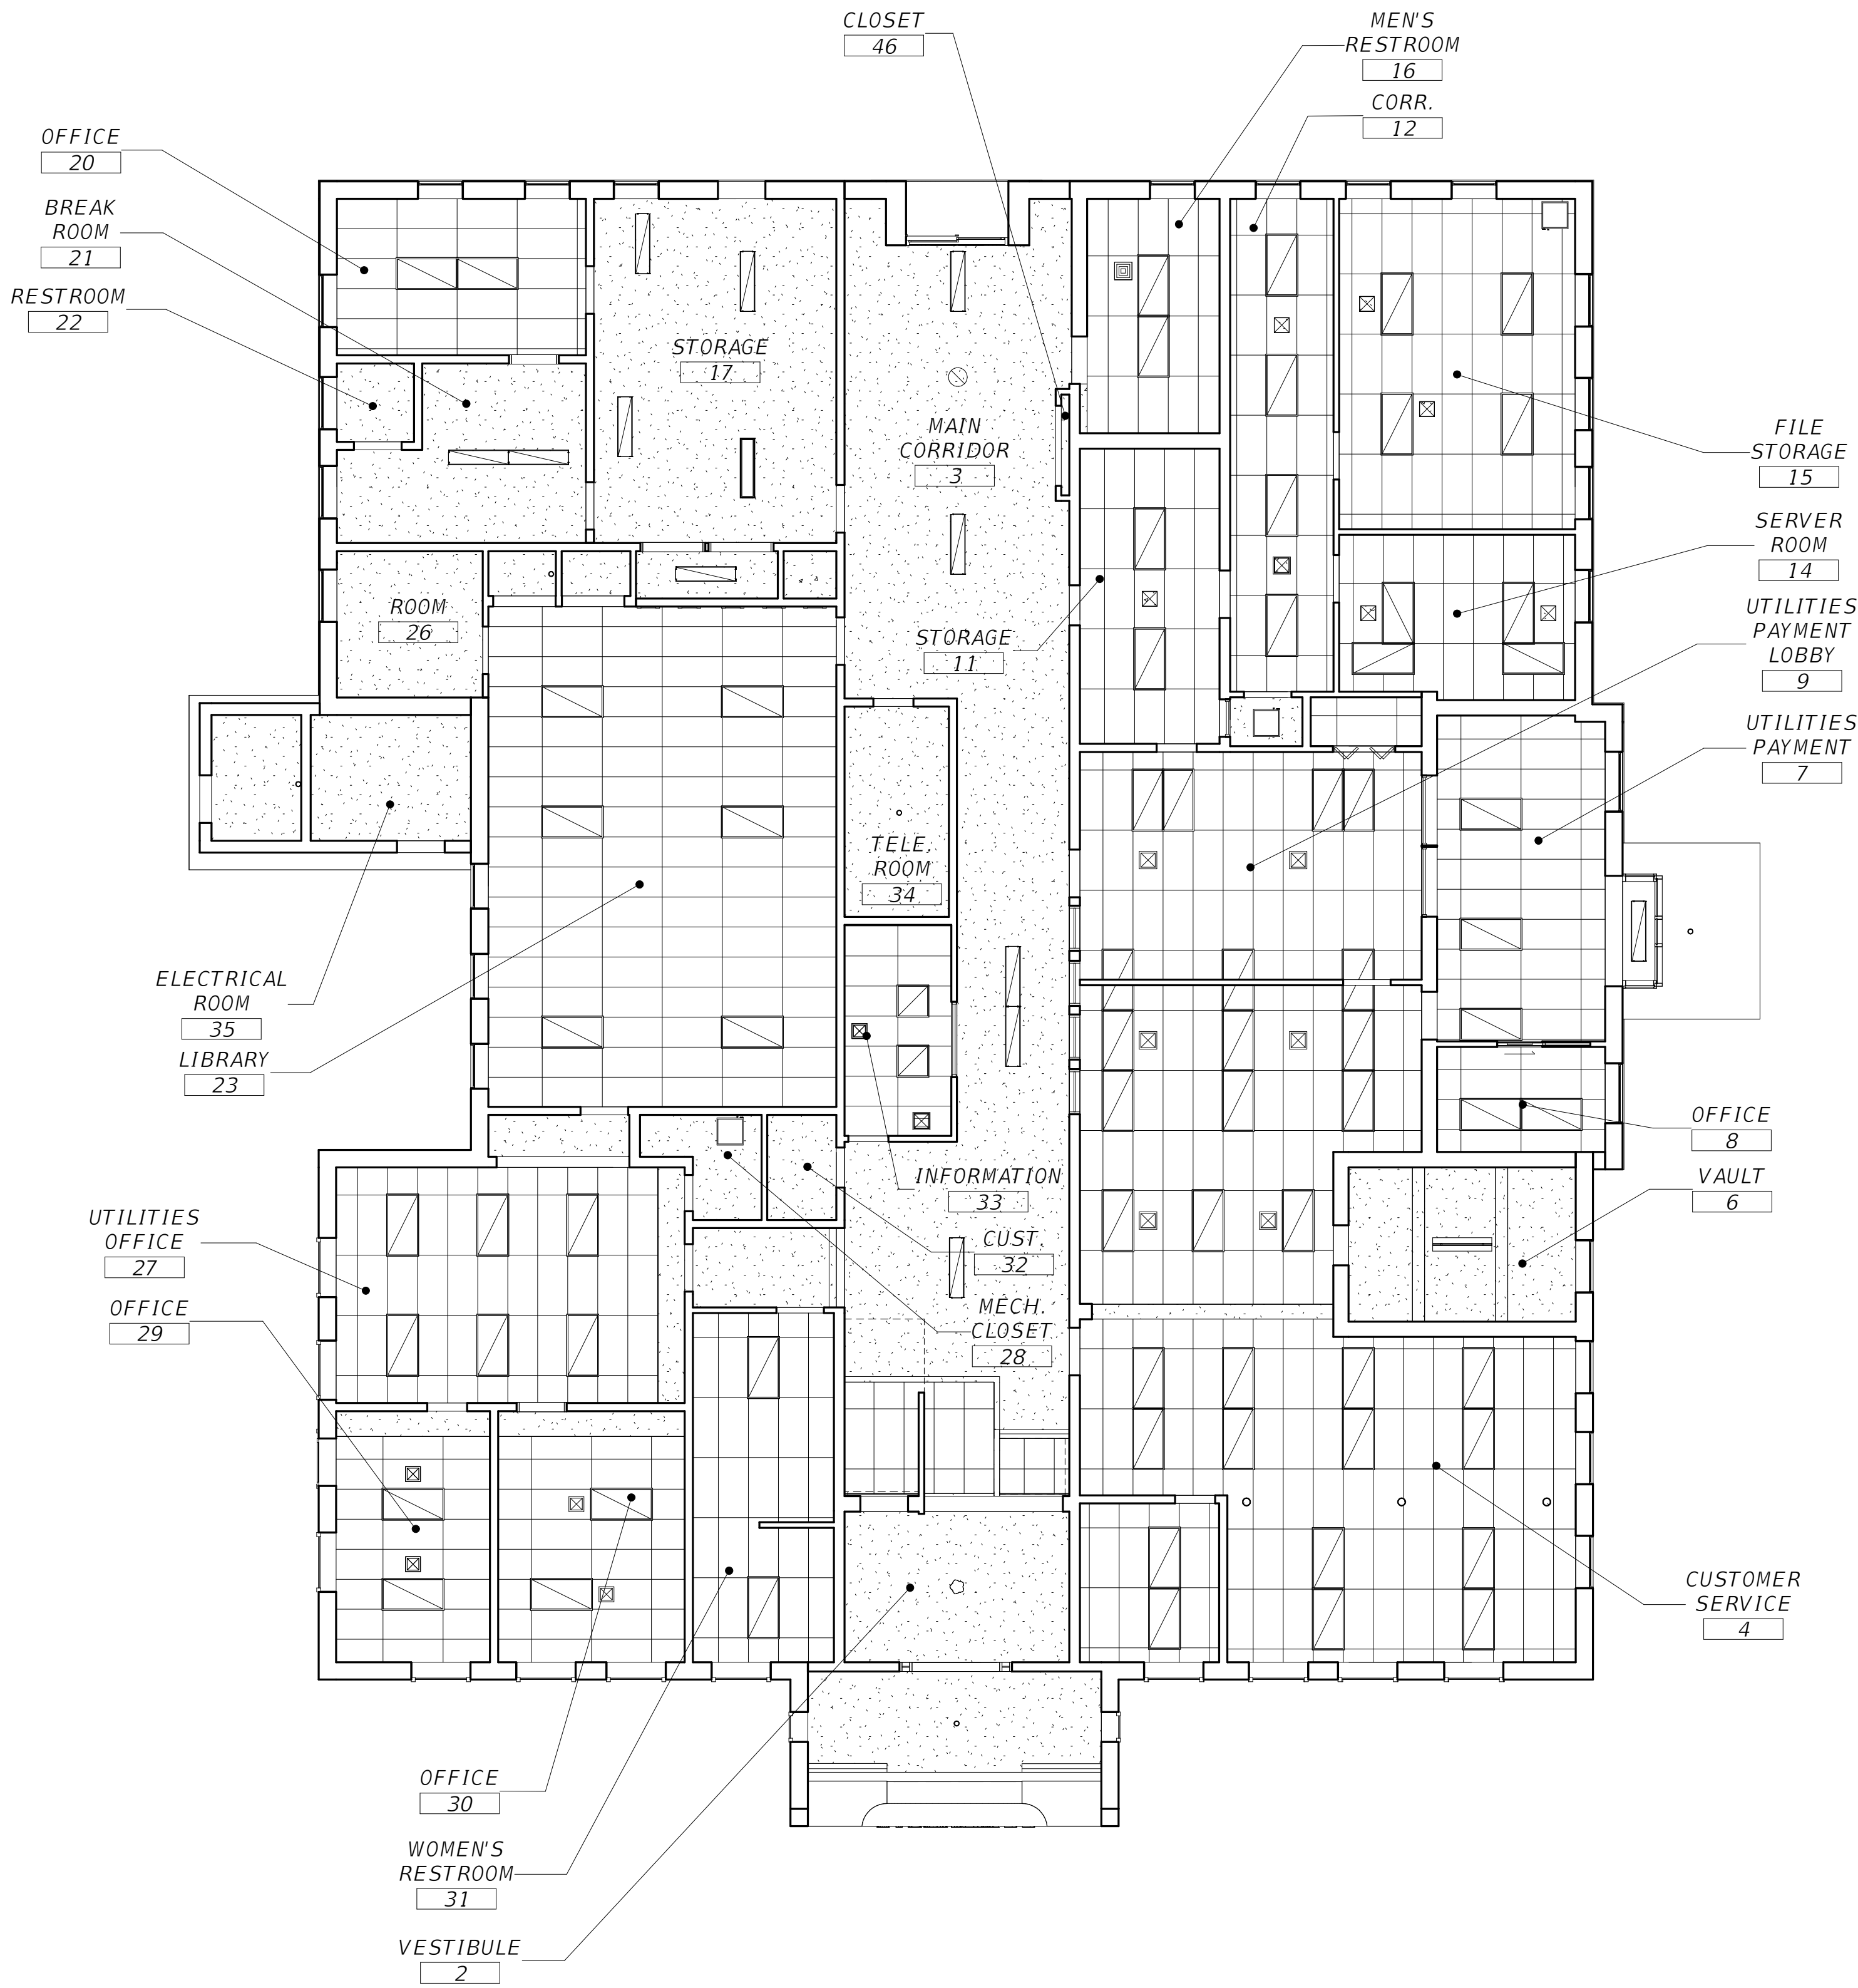 CLOSET
46
MEN'S
RESTROOM
16
CORR.
12
OFFICE
20
BREAK
ROOM
21
RESTROOM
22
STORAGE
17
MAIN
CORRIDOR
3
FILE
STORAGE
15
SERVER
ROOM
14
ROOM
26
STORAGE
11
UTILITIES
PAYMENT
LOBBY
9
UTILITIES
PAYMENT
7
TELE.
ROOM
34
ELECTRICAL
ROOM
35
LIBRARY
23
OFFICE
8
INFORMATION
33
VAULT
6
UTILITIES
OFFICE
27
CUST.
32
OFFICE
29
MECH.
CLOSET
28
CUSTOMER
SERVICE
4
OFFICE
30
WOMEN'S
RESTROOM
31
VESTIBULE
2